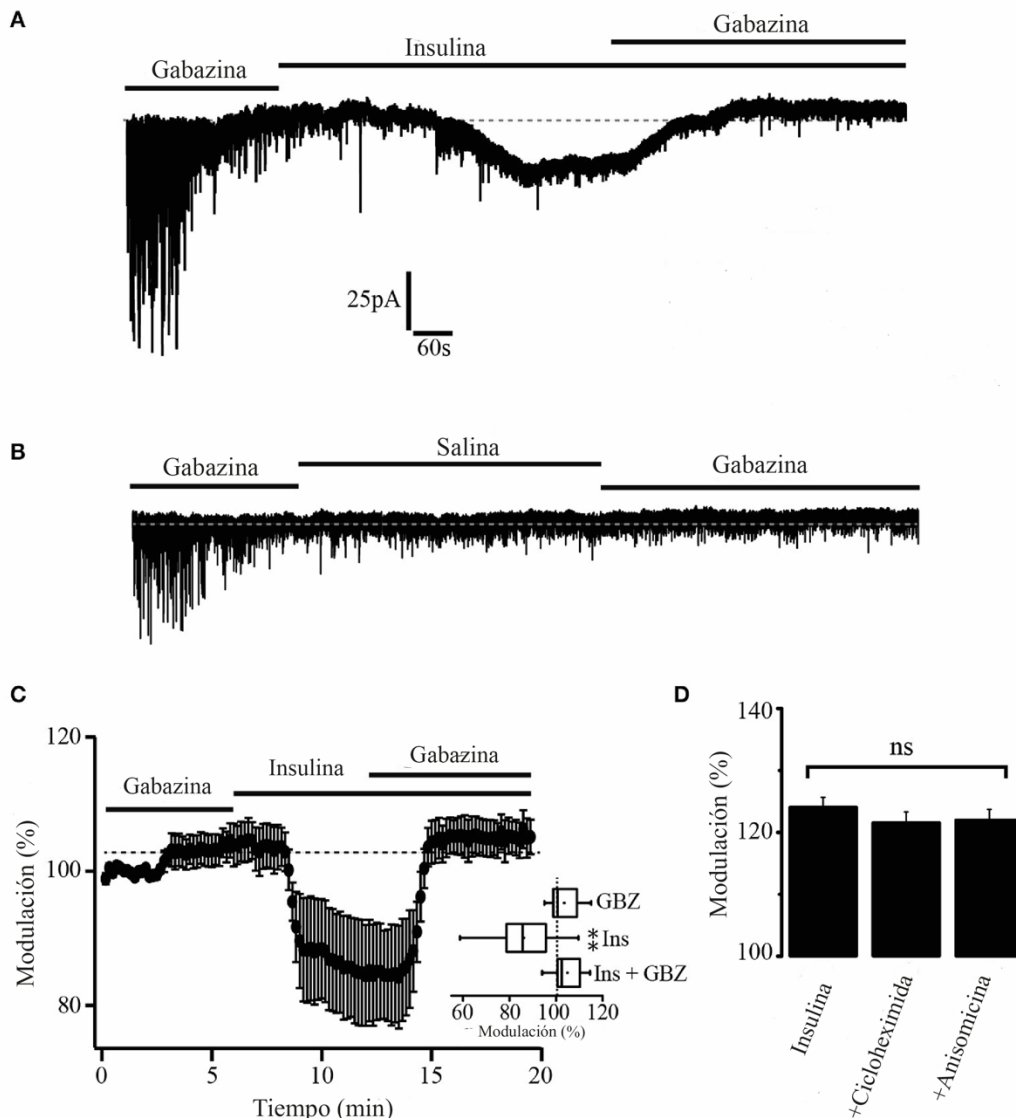 A
Gabazina
Insulina
Gabazina
25pA
60s
B
Salina
Gabazina
Gabazina
C
120
Gabazina
Insulina
Gabazina
Modulación (%)
100
80
GBZ
** Ins
Ins + GBZ
60 80 100 120
Modulación (%)
0 5 10 15 20
Tiempo (min)
D
140
ns
Modulación (%)
120
100
Insulina
+Cicloheximida
+Anisomicina